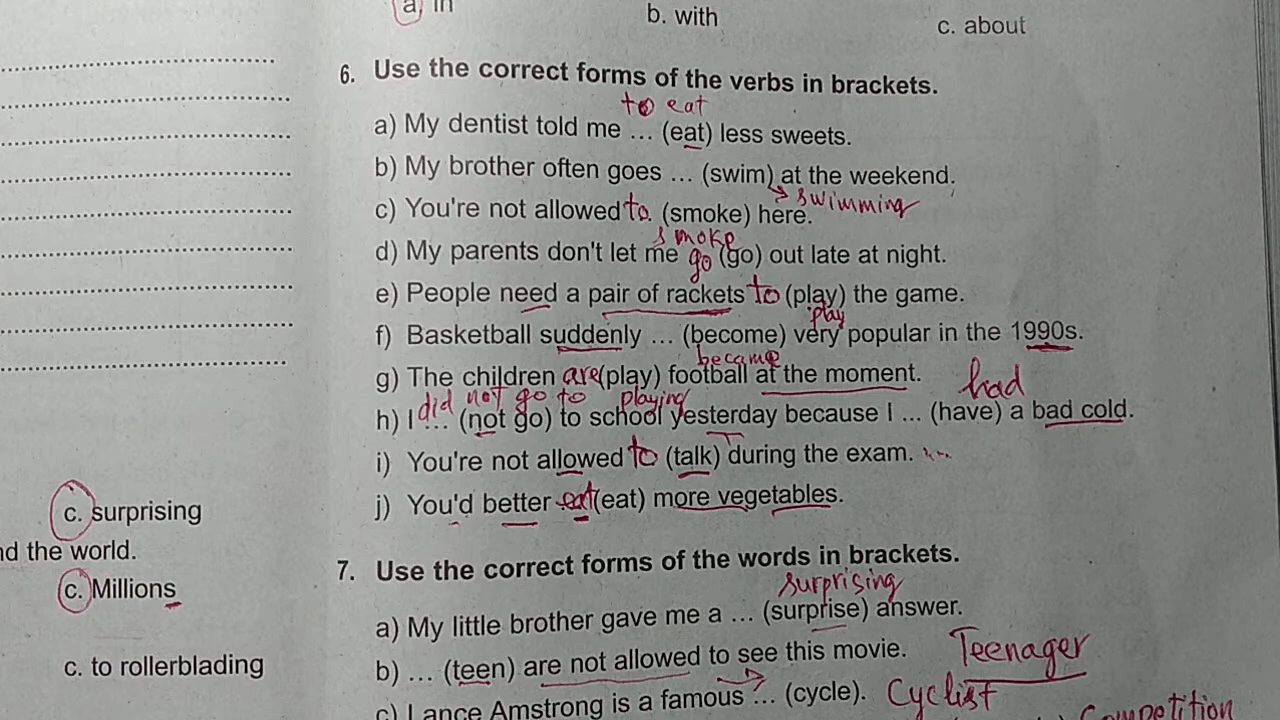 a) in b. with c. about
6. Use the correct forms of the verbs in brackets.
to eat
a) My dentist told me ... (eat) less sweets.
b) My brother often goes ... (swim) at the weekend.
swimming
c) You're not allowed to. (smoke) here.
smoke
d) My parents don't let me go (go) out late at night.
e) People need a pair of rackets to (play) the game.
play
f) Basketball suddenly ... (become) very popular in the 1990s.
became
g) The children are (play) football at the moment.
did not go to playing had
h) I ... (not go) to school yesterday because I ... (have) a bad cold.
i) You're not allowed to (talk) during the exam.
j) You'd better eat (eat) more vegetables.
c. surprising
nd the world.
c. Millions
c. to rollerblading
7. Use the correct forms of the words in brackets.
surprising
a) My little brother gave me a ... (surprise) answer.
b) ... (teen) are not allowed to see this movie. Teenager
c) Lance Amstrong is a famous ... (cycle). Cyclist
Competition